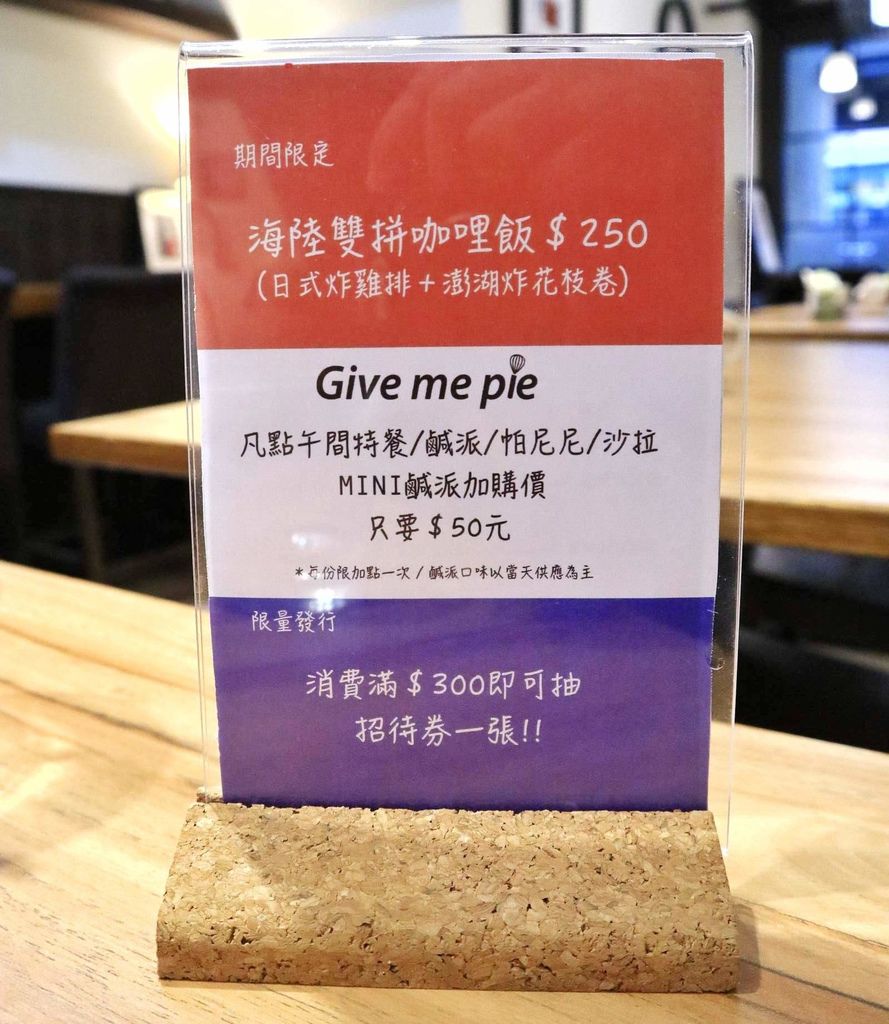 期間限定
海陸雙拼咖哩飯 $ 250
(日式炸雞排+澎湖炸花枝卷)
Give me pie
凡點午間特餐/鹹派/帕尼尼/沙拉
MINI鹹派加購價
只要 $ 50元
*每份限加點一次 / 鹹派口味以當天供應為主
限量發行
消費滿 $ 300即可抽
招待券一張!!